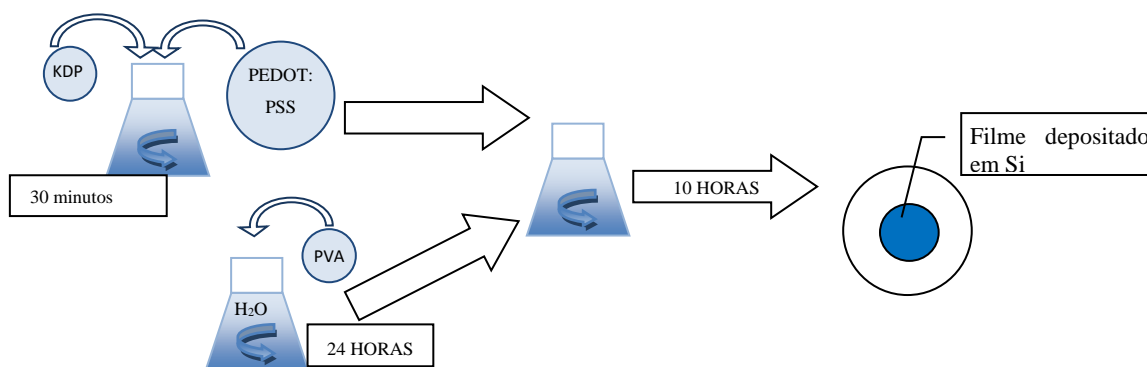 KDP
PEDOT:
PSS
30 minutos
PVA
H₂O
24 HORAS
10 HORAS
Filme depositado
em Si